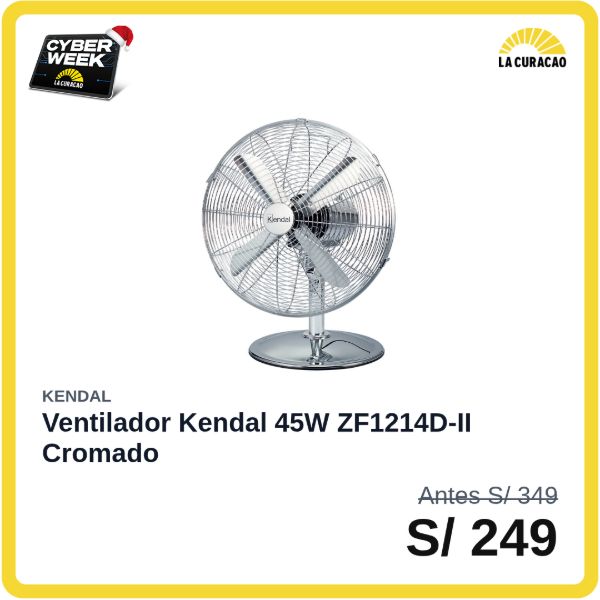 CYBER
WEEK
LA CURACAO
LA CURACAO
Kendal
KENDAL
Ventilador Kendal 45W ZF1214D-II
Cromado
Antes S/ 349
S/ 249